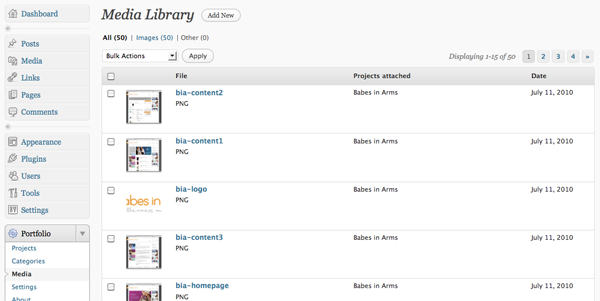 Dashboard
Posts
Media
Links
Pages
Comments
Appearance
Plugins
Users
Tools
Settings
Portfolio
Projects
Categories
Media
Settings
About
Media Library Add New
All (50) | Images (50) | Other (0)
Bulk Actions Apply Displaying 1-15 of 50 1 2 3 4 »
File Projects attached Date
bia-content2 Babes in Arms July 11, 2010
PNG
bia-content1 Babes in Arms July 11, 2010
PNG
abes in
bia-logo Babes in Arms July 11, 2010
PNG
bia-content3 Babes in Arms July 11, 2010
PNG
bia-homepage Babes in Arms July 11, 2010
PNG